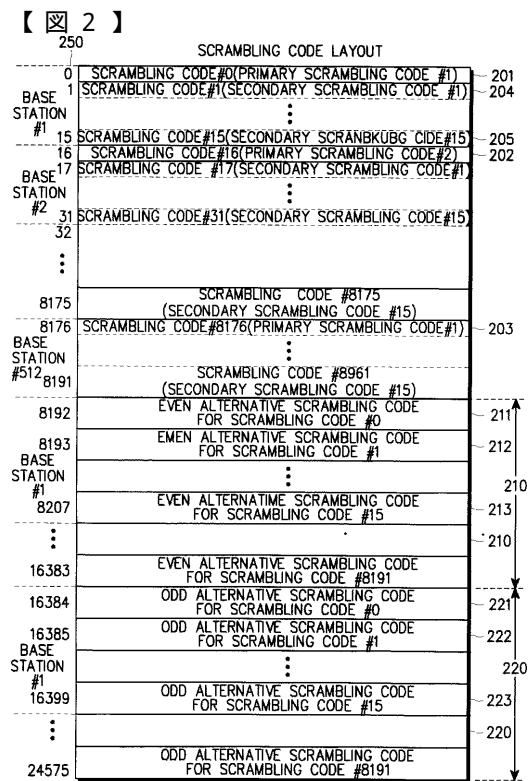 【図2】
250
SCRAMBLING CODE LAYOUT
0 SCRAMBLING CODE#0(PRIMARY SCRAMBLING CODE #1) 201
1 SCRAMBLING CODE#1(SECONDARY SCRAMBLING CODE #1) 204
BASE
STATION
#1
15 SCRAMBLING CODE#15(SECONDARY SCRANBKUBG CIDE#15) 205
16 SCRAMBLING CODE#16(PRIMARY SCRAMBLING CODE#2) 202
17 SCRAMBLING CODE #17(SECONDARY SCRAMBLING CODE#1)
BASE
STATION
#2
31 SCRAMBLING CODE#31(SECONDARY SCRAMBLING CODE#15)
32
8175 SCRAMBLING CODE #8175
(SECONDARY SCRAMBLING CODE #15)
8176 SCRAMBLING CODE#8176(PRIMARY SCRAMBLING CODE#1) 203
BASE
STATION
#512
8191 SCRAMBLING CODE #8961
(SECONDARY SCRAMBLING CODE #15)
8192 EVEN ALTERNATIVE SCRAMBLING CODE
FOR SCRAMBLING CODE #0 211
8193 EMEN ALTERNATIVE SCRAMBLING CODE
FOR SCRAMBLING CODE #1 212
BASE
STATION
#1
210
8207 EVEN ALTERNATIME SCRAMBLING CODE
FOR SCRAMBLING CODE #15 213
210
16383 EVEN ALTERNATIVE SCRAMBLING CODE
FOR SCRAMBLING CODE #8191
16384 ODD ALTERNATIVE SCRAMBLING CODE
FOR SCRAMBLING CODE #0 221
16385 ODD ALTERNATIVE SCRAMBLING CODE
FOR SCRAMBLING CODE #1 222
BASE
STATION
#1
220
16399 ODD ALTERNATIVE SCRAMBLING CODE
FOR SCRAMBLING CODE #15 223
220
24575 ODD ALTERNATIVE SCRAMBLING CODE
FOR SCRAMBLING CODE #8191